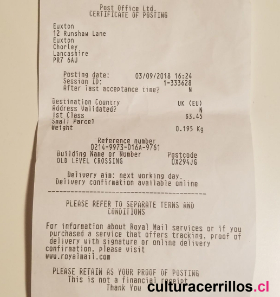 Post Office Ltd.
CERTIFICATE OF POSTING
Euxton
12 Runshaw Lane
Euxton
Chorley
Lancashire
PR7 6AJ
Posting date: 03/09/2018 16:24
Session ID: 1-333628
After last acceptance time? N
Destination Country UK (EL)
Address Validated? N
1st Class £3.45
Small Parcel
Weight 0.195 Kg
Reference number
0214-9973-D16A-9761
Building Name or Number Postcode
OLD LEVEL CROSSING
Delivery aim: next working day.
Delivery confirmation available online
PLEASE REFER TO SEPARATE TERMS AND
CONDITIONS
For information about Royal Mail services or if you
purchased a service that offers tracking, proof of
delivery with signature or online delivery
confirmation, please visit
www.royalmail.com
PLEASE RETAIN AS YOUR PROOF OF POSTING
This is not a financial receipt
Thank You
culturacerrillos.cl